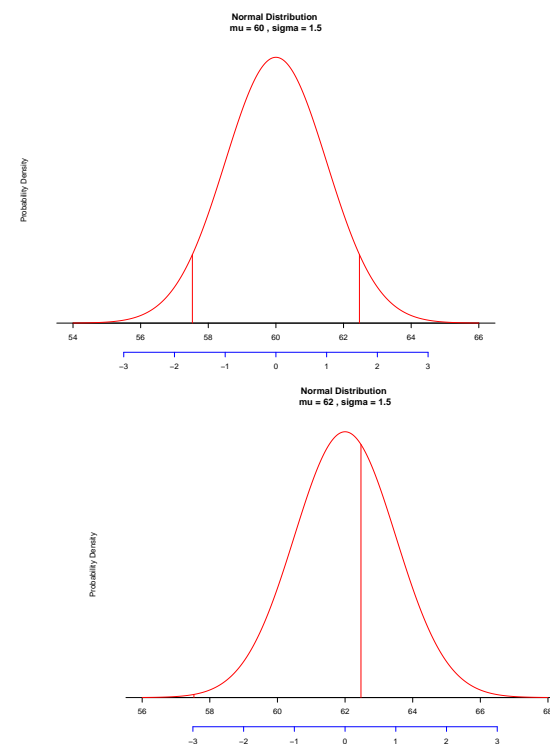 Normal Distribution
mu = 60 , sigma = 1.5
Probability Density
54 56 58 60 62 64 66
−3 −2 −1 0 1 2 3
Normal Distribution
mu = 62 , sigma = 1.5
Probability Density
56 58 60 62 64 66 68
−3 −2 −1 0 1 2 3